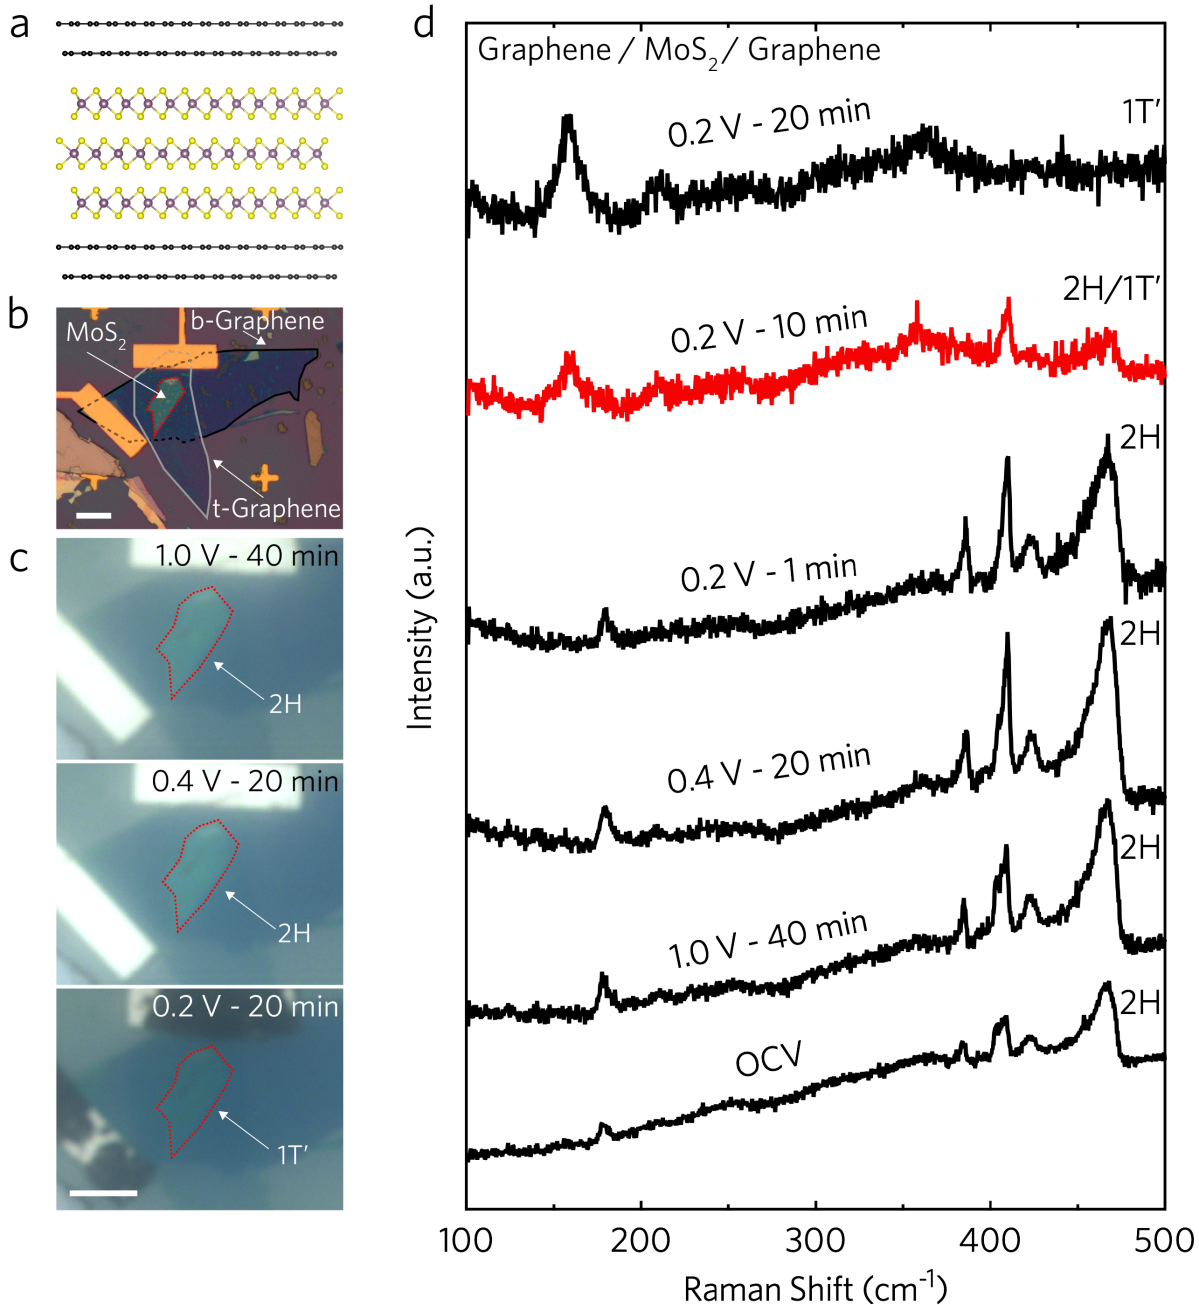 a
b
MoS₂
b-Graphene
t-Graphene
c
1.0 V - 40 min
2H
0.4 V - 20 min
2H
0.2 V - 20 min
1T′
d
Graphene / MoS₂ / Graphene
0.2 V - 20 min
1T′
2H/1T′
0.2 V - 10 min
2H
0.2 V - 1 min
2H
0.4 V - 20 min
2H
1.0 V - 40 min
2H
OCV
Intensity (a.u.)
100 200 300 400 500
Raman Shift (cm⁻¹)